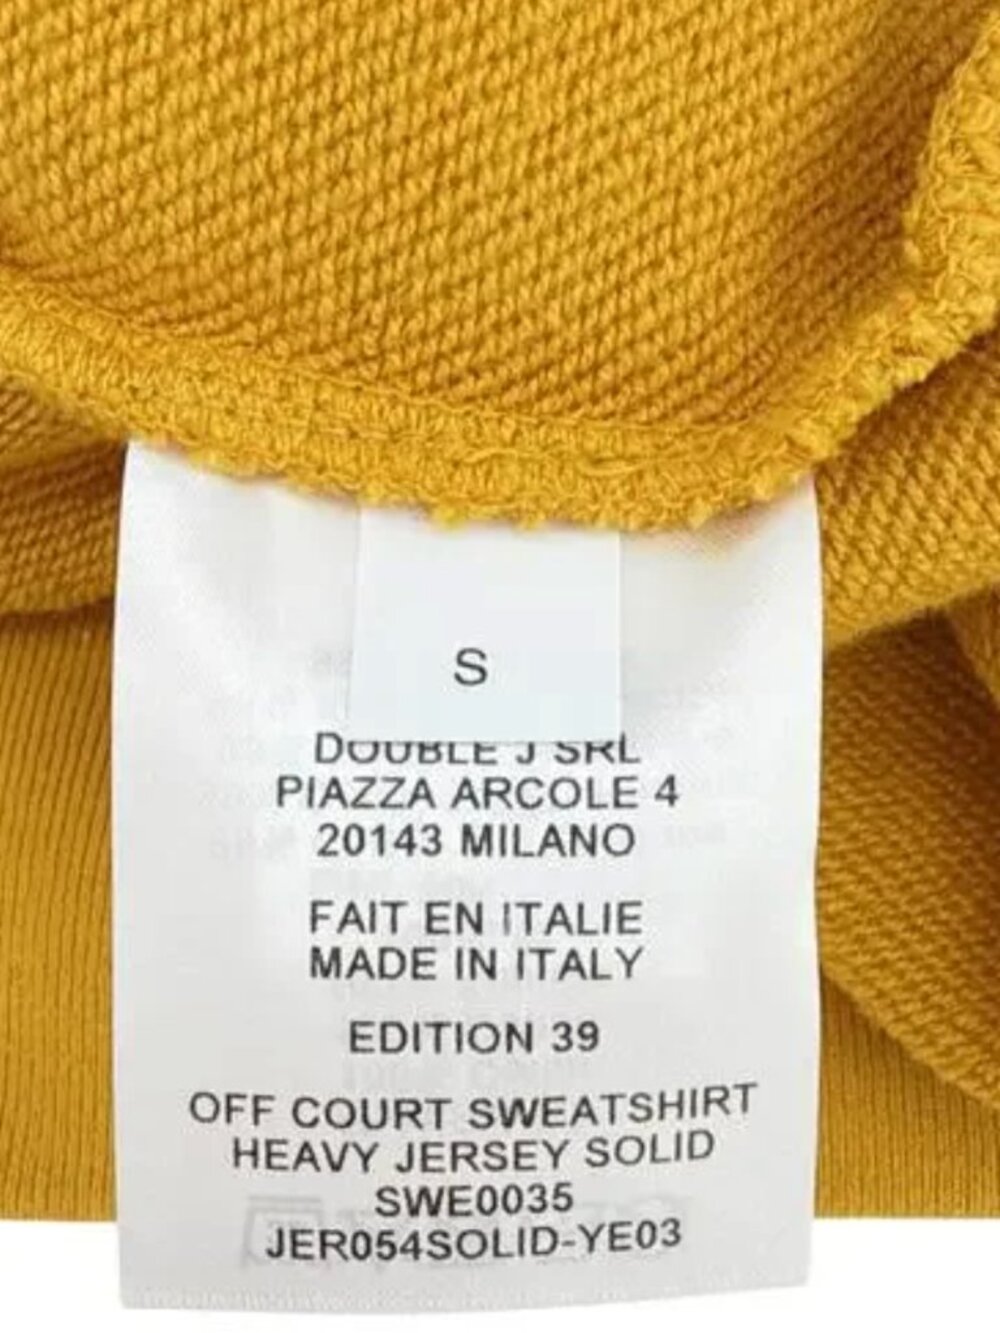 S
DOUBLE J SRL
PIAZZA ARCOLE 4
20143 MILANO
FAIT EN ITALIE
MADE IN ITALY
EDITION 39
OFF COURT SWEATSHIRT
HEAVY JERSEY SOLID
SWE0035
JER054SOLID-YE03